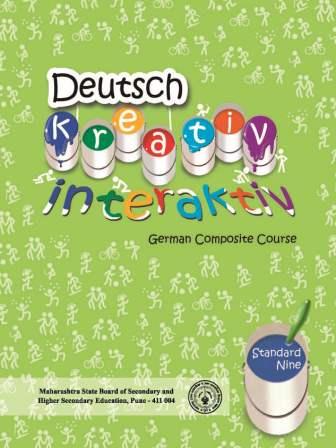 Deutsch
kreativ
interaktiv
German Composite Course
Standard
Nine
Maharashtra State Board of Secondary and
Higher Secondary Education, Pune - 411 004